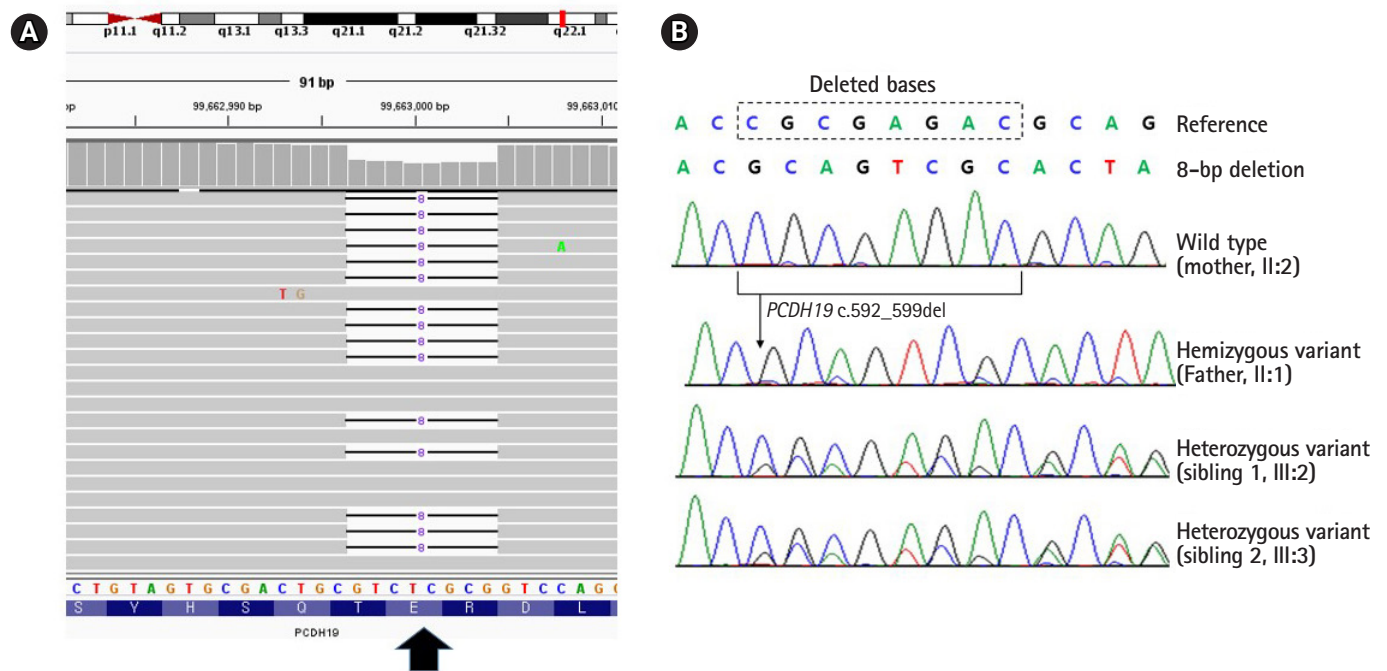 A
p11.1 q11.2 q13.1 q13.3 q21.1 q21.2 q21.32 q22.1
91 bp
bp 99,662,990 bp 99,663,000 bp 99,663,010
8
8
8
8 A
8
8
T G
8
8
8
8
8
8
8
8
8
C T G T A G T G C G A C T G C G T C T C G C G G T C C A G
S Y H S Q T E R D L
PCDH19
B
Deleted bases
A C C G C G A G A C G C A G Reference
A C G C A G T C G C A C T A 8-bp deletion
Wild type
(mother, II:2)
PCDH19 c.592_599del
Hemizygous variant
(Father, II:1)
Heterozygous variant
(sibling 1, III:2)
Heterozygous variant
(sibling 2, III:3)